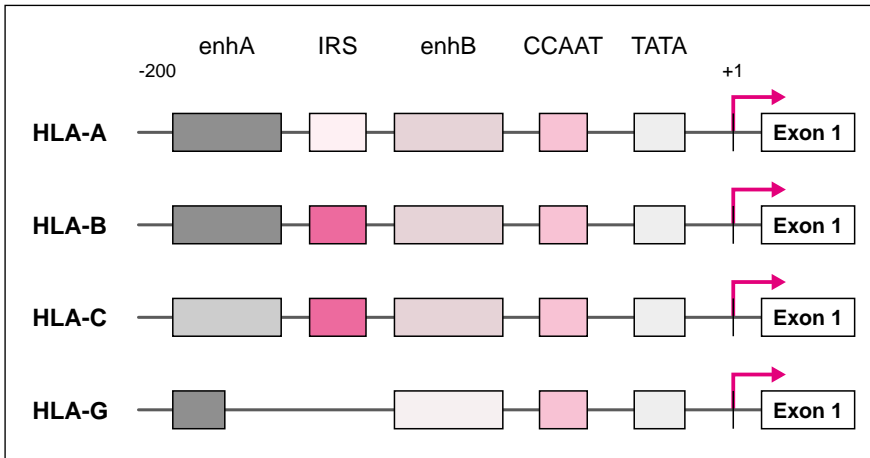 enhA IRS enhB CCAAT TATA
-200 +1
HLA-A Exon 1
HLA-B Exon 1
HLA-C Exon 1
HLA-G Exon 1